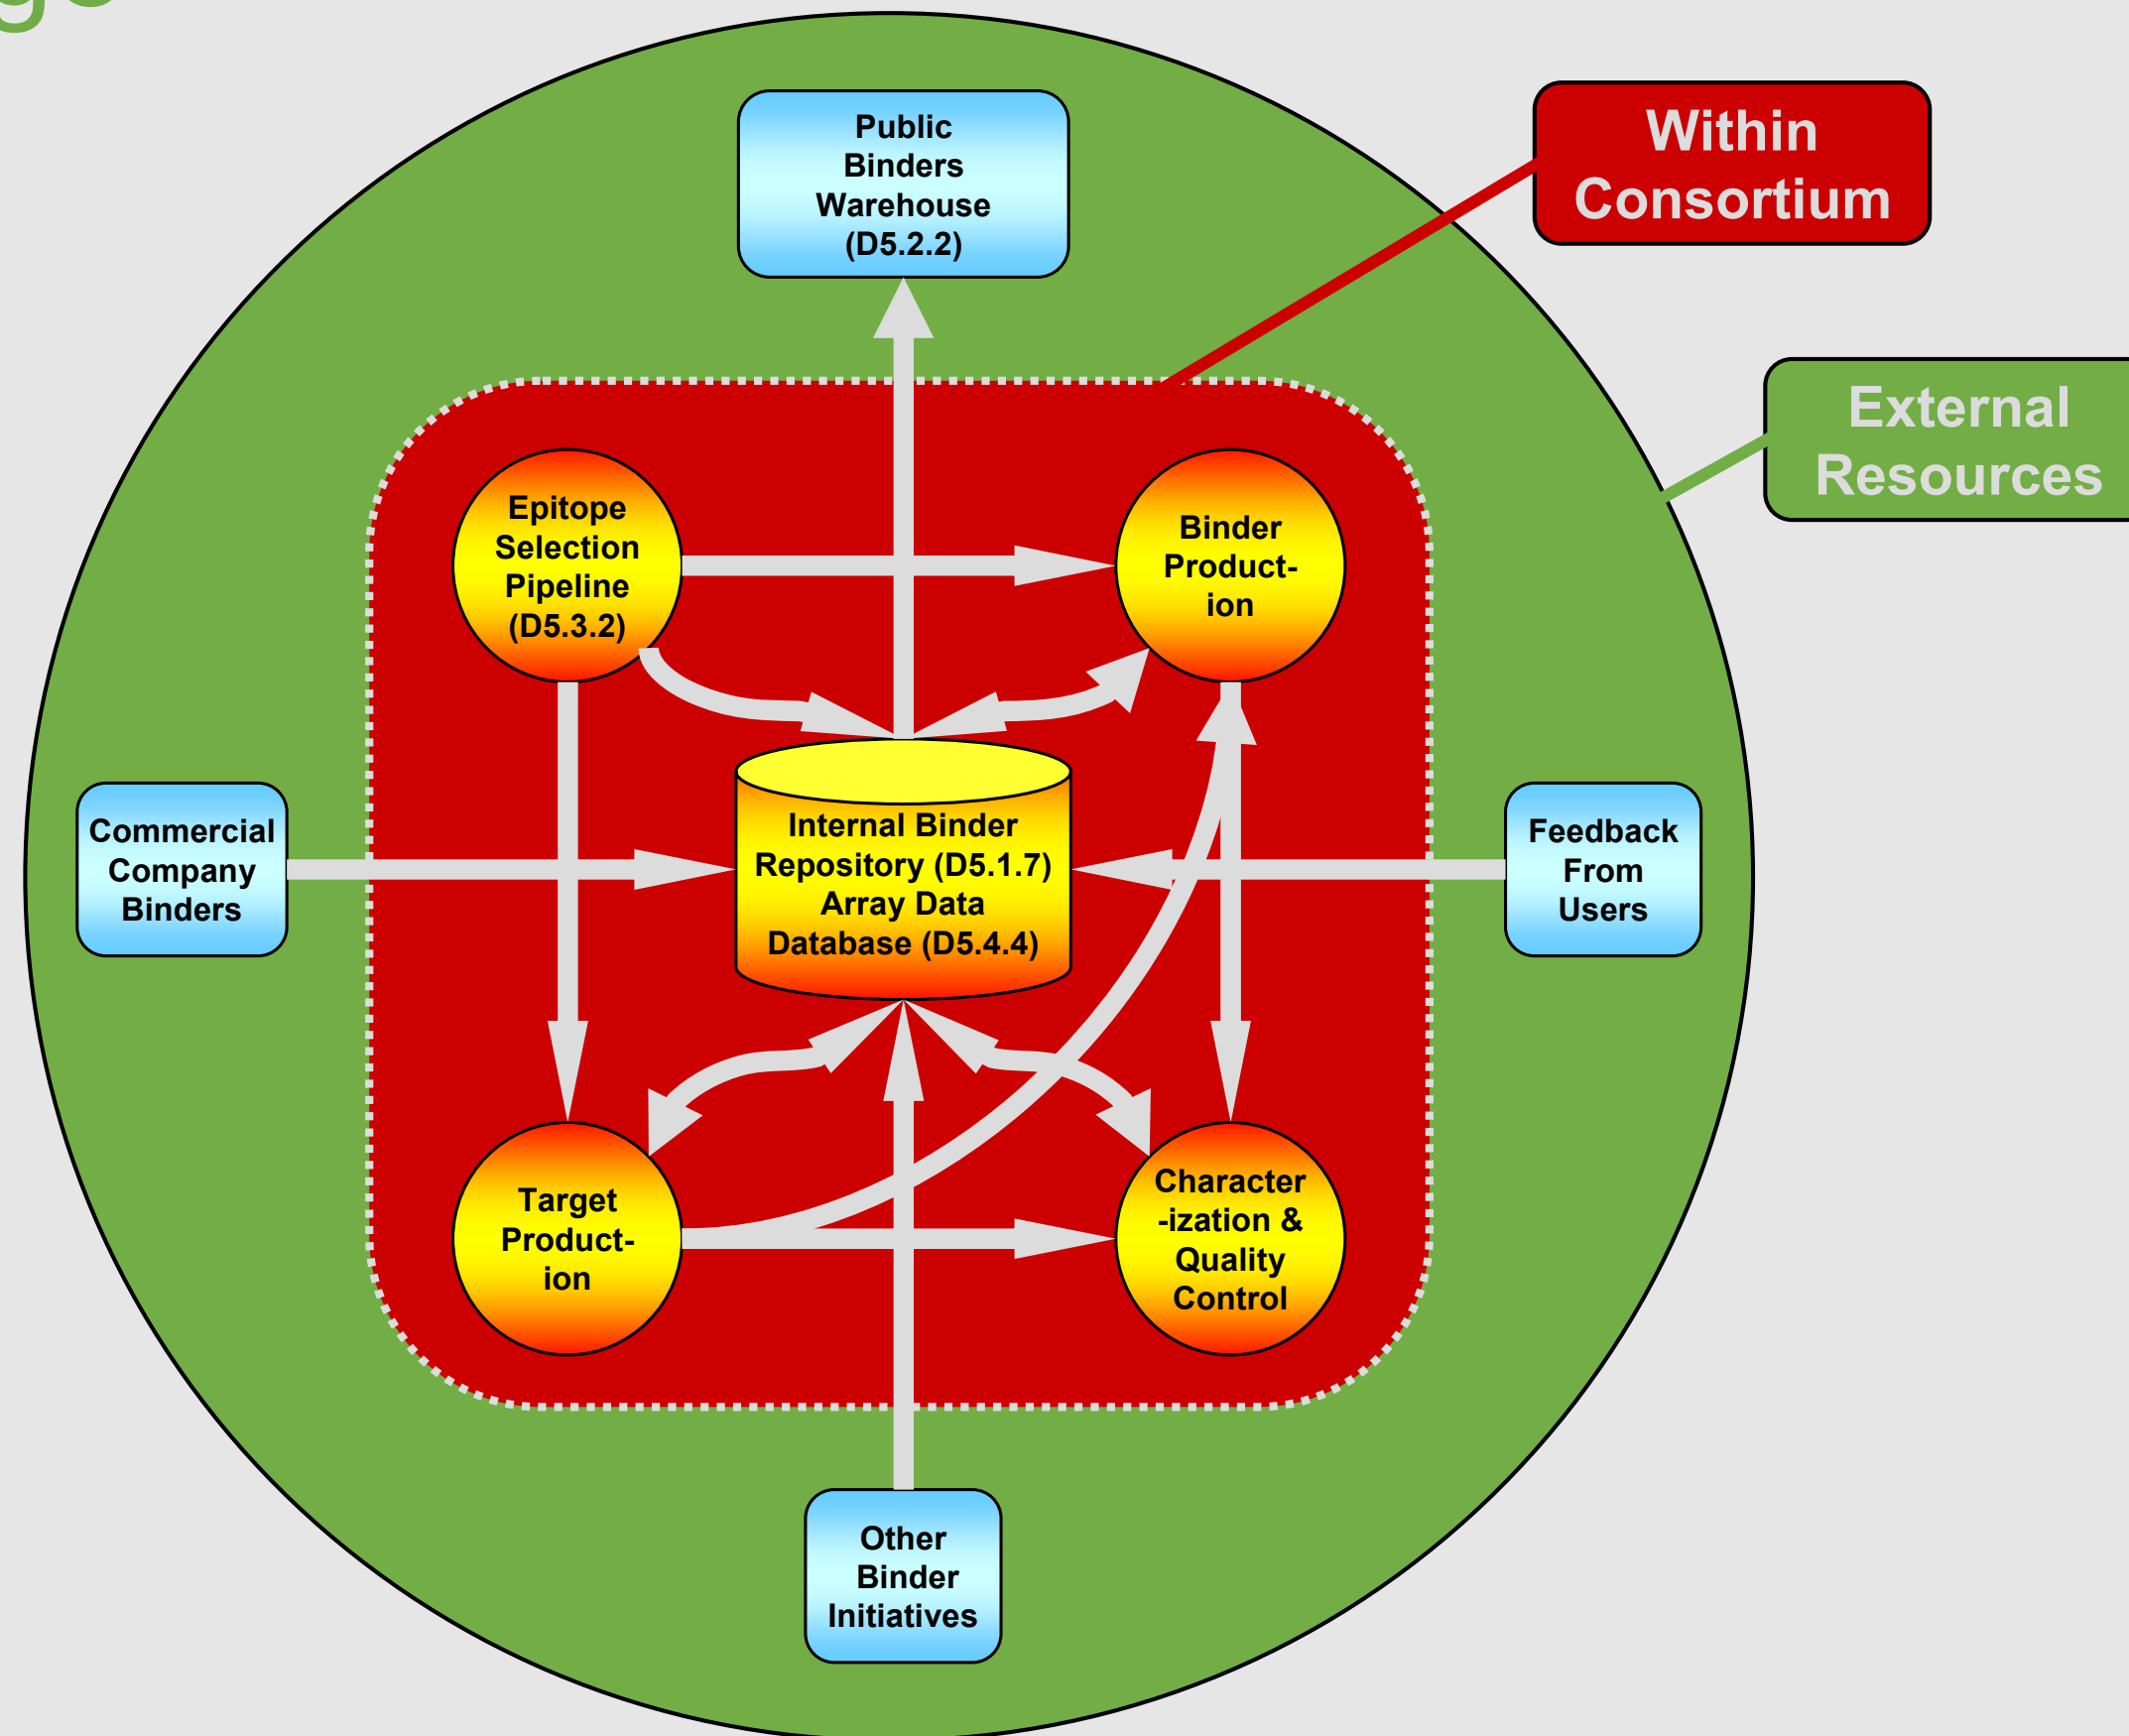 Public
Binders
Warehouse
(D5.2.2)
Within
Consortium
External
Resources
Epitope
Selection
Pipeline
(D5.3.2)
Binder
Product-
ion
Commercial
Company
Binders
Internal Binder
Repository (D5.1.7)
Array Data
Database (D5.4.4)
Feedback
From
Users
Target
Product-
ion
Character
-ization &
Quality
Control
Other
Binder
Initiatives